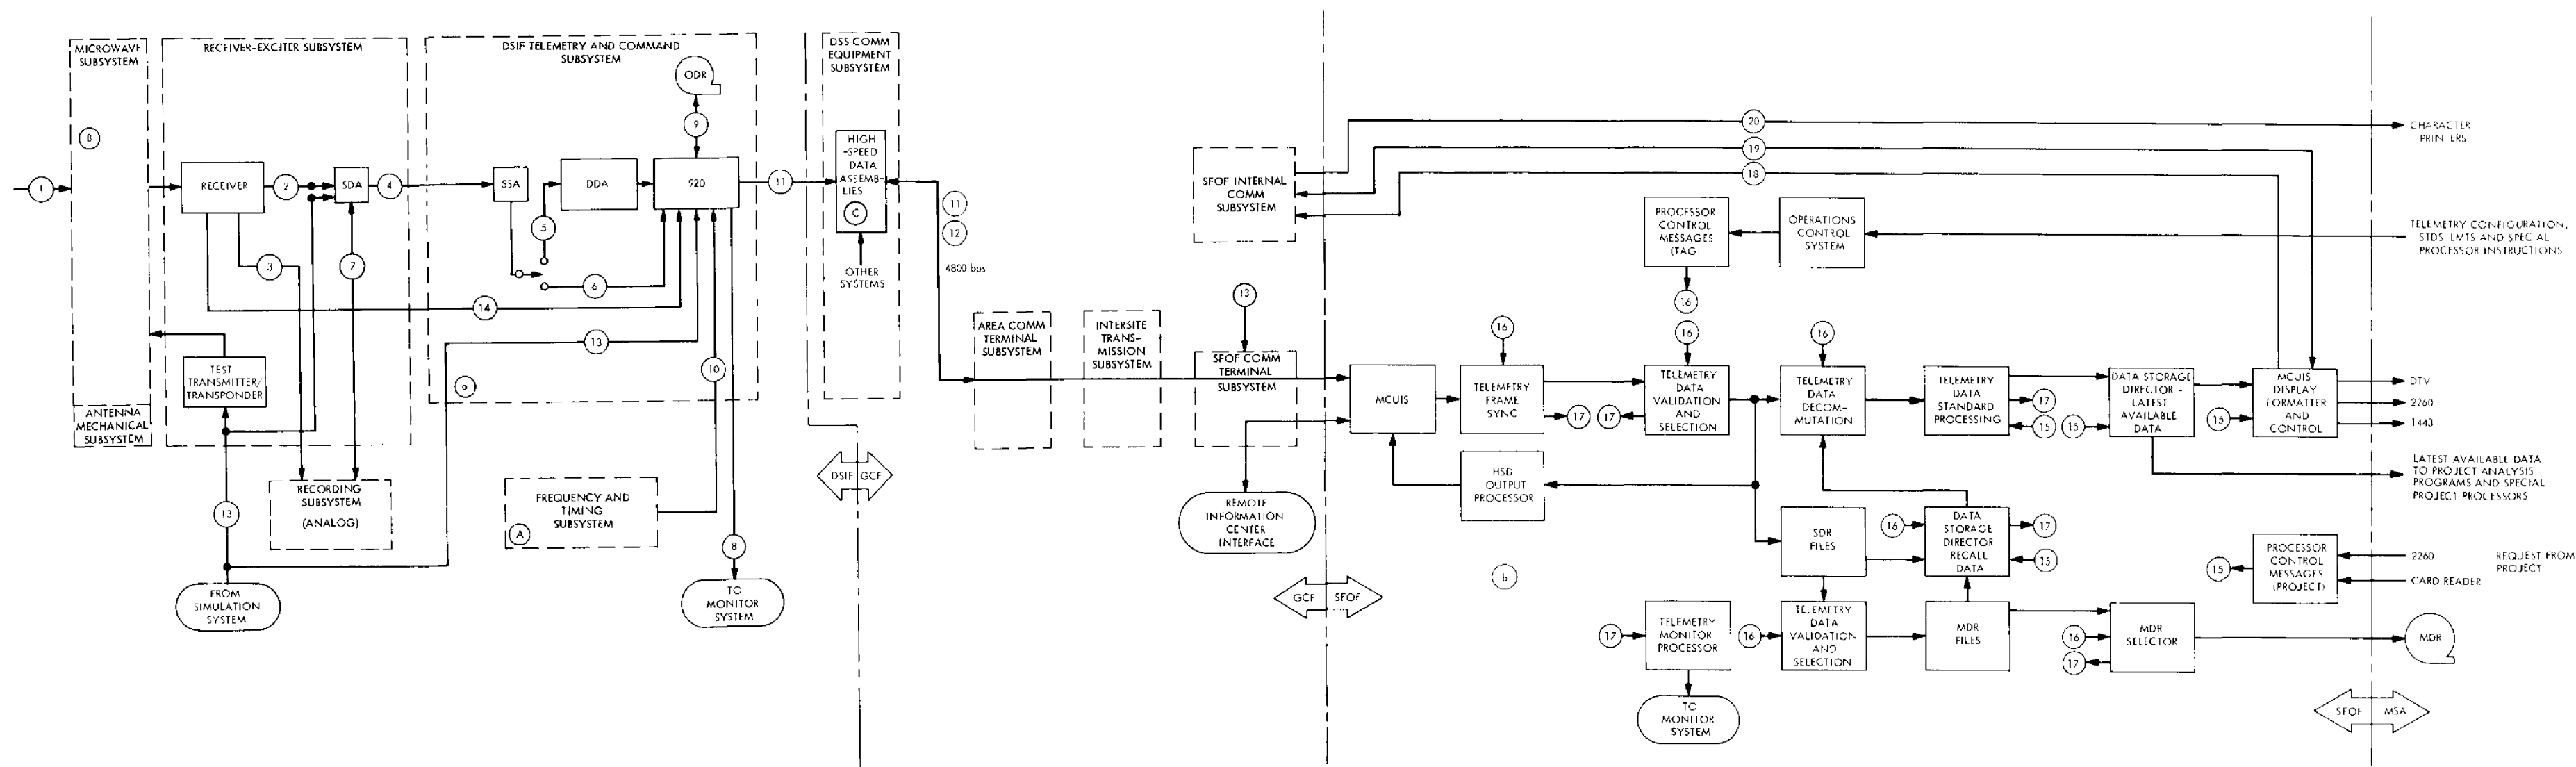 MICROWAVE
SUBSYSTEM
B
ANTENNA
MECHANICAL
SUBSYSTEM
1
RECEIVER-EXCITER SUBSYSTEM
RECEIVER
2
SDA
4
3
7
14
TEST
TRANSMITTER/
TRANSPONDER
13
RECORDING
SUBSYSTEM
(ANALOG)
FROM
SIMULATION
SYSTEM
DSIF TELEMETRY AND COMMAND
SUBSYSTEM
ODR
9
SSA
DDA
920
5
6
13
10
a
11
FREQUENCY AND
TIMING
SUBSYSTEM
A
8
TO
MONITOR
SYSTEM
DSS COMM
EQUIPMENT
SUBSYSTEM
HIGH
-SPEED
DATA
ASSEMB-
LIES
C
OTHER
SYSTEMS
DSIF
GCF
11
12
4800 bps
AREA COMM
TERMINAL
SUBSYSTEM
INTERSITE
TRANS-
MISSION
SUBSYSTEM
13
SFOF COMM
TERMINAL
SUBSYSTEM
REMOTE
INFORMATION
CENTER
INTERFACE
SFOF INTERNAL
COMM
SUBSYSTEM
GCF
SFOF
20
19
18
CHARACTER
PRINTERS
PROCESSOR
CONTROL
MESSAGES
(TAG)
OPERATIONS
CONTROL
SYSTEM
TELEMETRY CONFIGURATION,
STDS LMTS AND SPECIAL
PROCESSOR INSTRUCTIONS
16
16
16
16
MCUIS
TELEMETRY
FRAME
SYNC
17
17
TELEMETRY
DATA
VALIDATION
AND
SELECTION
TELEMETRY
DATA
DECOM-
MUTATION
TELEMETRY
DATA
STANDARD
PROCESSING
17
15
15
DATA STORAGE
DIRECTOR -
LATEST
AVAILABLE
DATA
15
MCUIS
DISPLAY
FORMATTER
AND
CONTROL
DTV
2260
1443
HSD
OUTPUT
PROCESSOR
LATEST AVAILABLE DATA
TO PROJECT ANALYSIS
PROGRAMS AND SPECIAL
PROJECT PROCESSORS
SDR
FILES
16
DATA
STORAGE
DIRECTOR
RECALL
DATA
17
15
b
15
PROCESSOR
CONTROL
MESSAGES
(PROJECT)
2260
REQUEST FROM
PROJECT
CARD READER
17
TELEMETRY
MONITOR
PROCESSOR
16
TELEMETRY
DATA
VALIDATION
AND
SELECTION
MDR
FILES
16
17
MDR
SELECTOR
MDR
TO
MONITOR
SYSTEM
SFOF
MSA